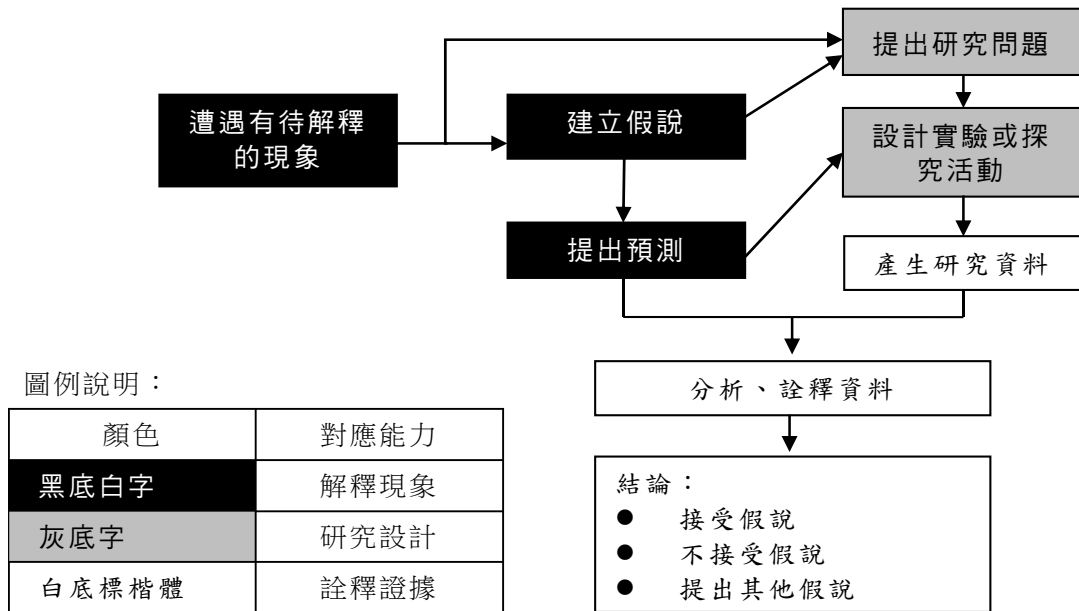 提出研究問題
遭遇有待解釋
的現象
建立假說
設計實驗或探
究活動
提出預測
產生研究資料
分析、詮釋資料
圖例說明：
顏色
對應能力
黑底白字
解釋現象
灰底字
研究設計
白底標楷體
詮釋證據
結論：
● 接受假說
● 不接受假說
● 提出其他假說